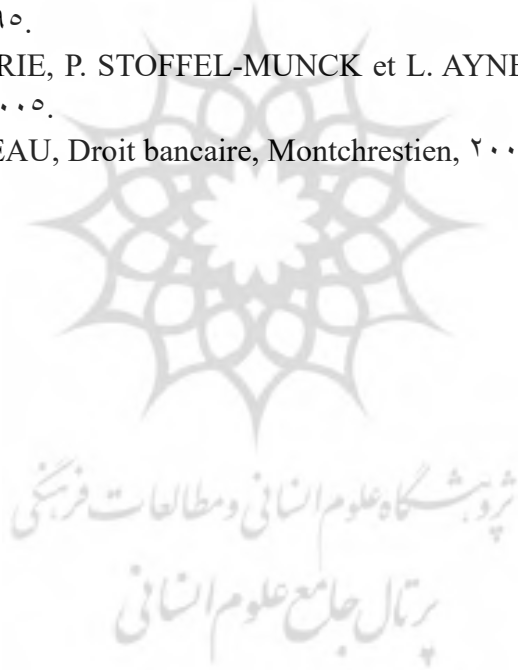 ۱۵.
RIE, P. STOFFEL-MUNCK et L. AYNE
۰۰۵.
EAU, Droit bancaire, Montchrestien, ۲۰۰
پژوهشگاه علوم انسانی و مطالعات فرهنگی
پرتال جامع علوم انسانی